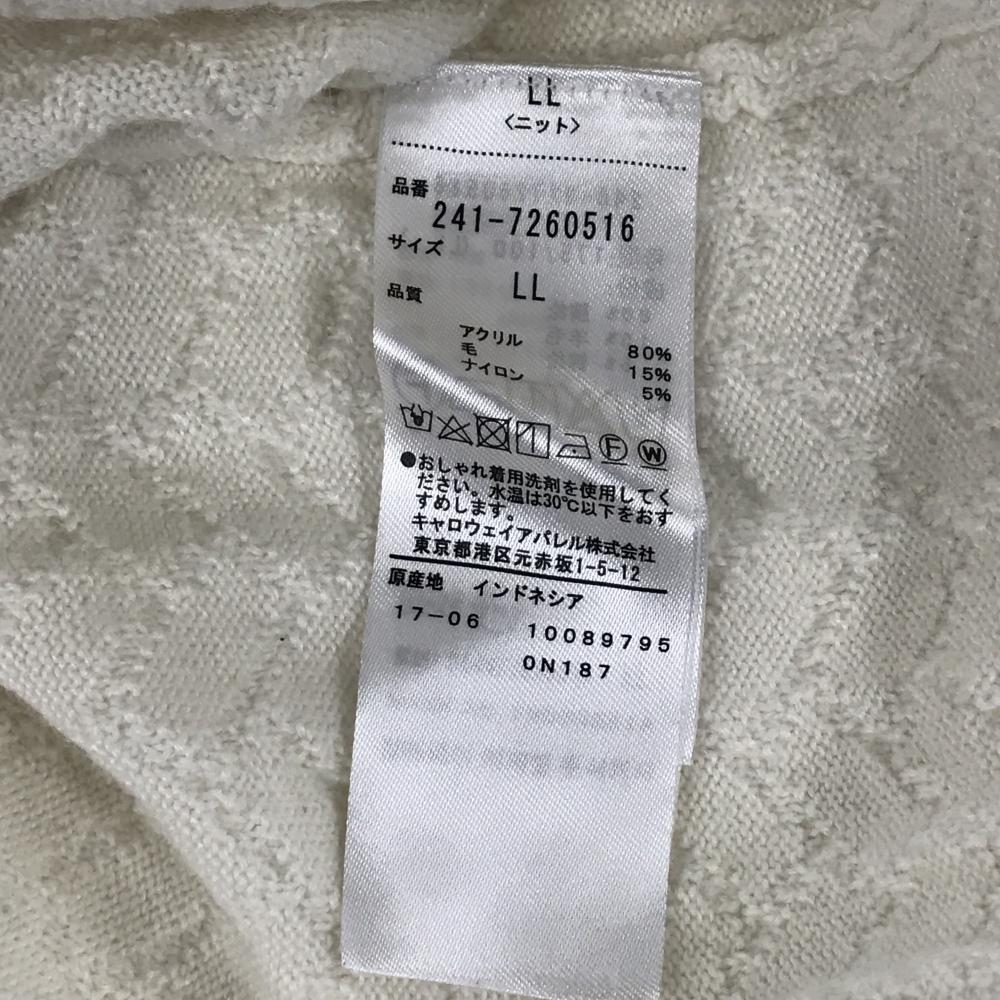 LL
〈ニット〉
品番
241-7260516
サイズ
LL
品質
アクリル 80%
毛 15%
ナイロン 5%
F W
●おしゃれ着用洗剤を使用してく
ださい。水温は30℃以下をおす
すめします。
キャロウェイアパレル株式会社
東京都港区元赤坂1-5-12
原産地 インドネシア
17-06 10089795
0N187